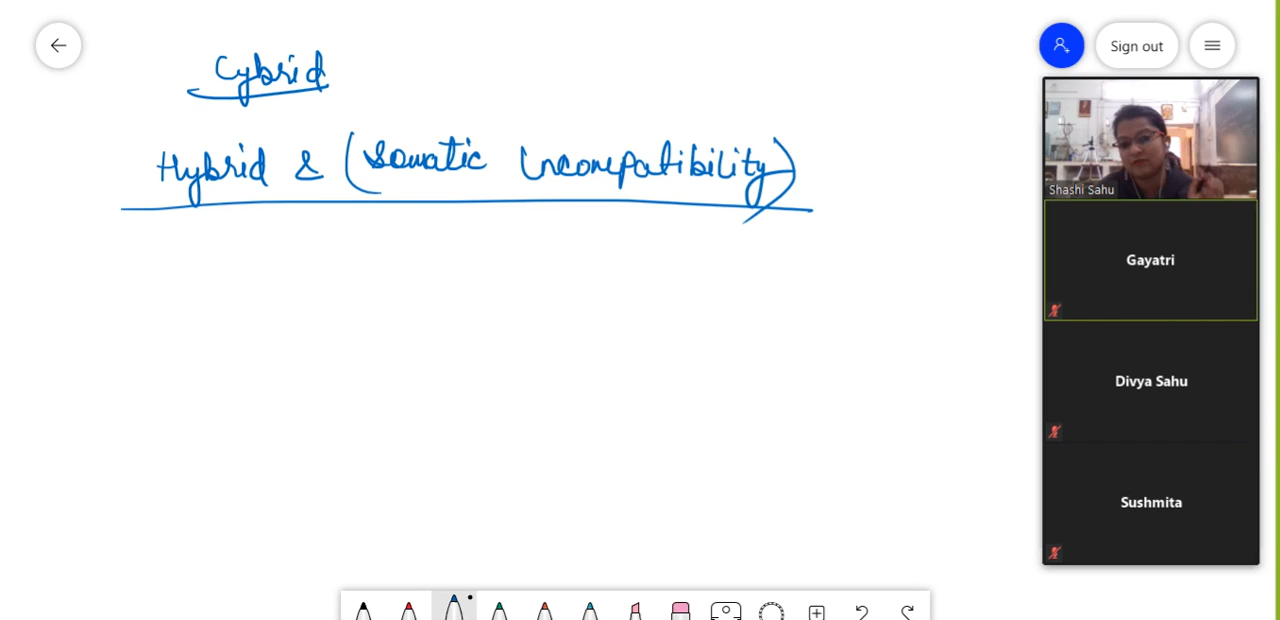 Sign out
Cybrid
Hybrid & (Somatic Incompatibility)
Shashi Sahu
Gayatri
Divya Sahu
Sushmita